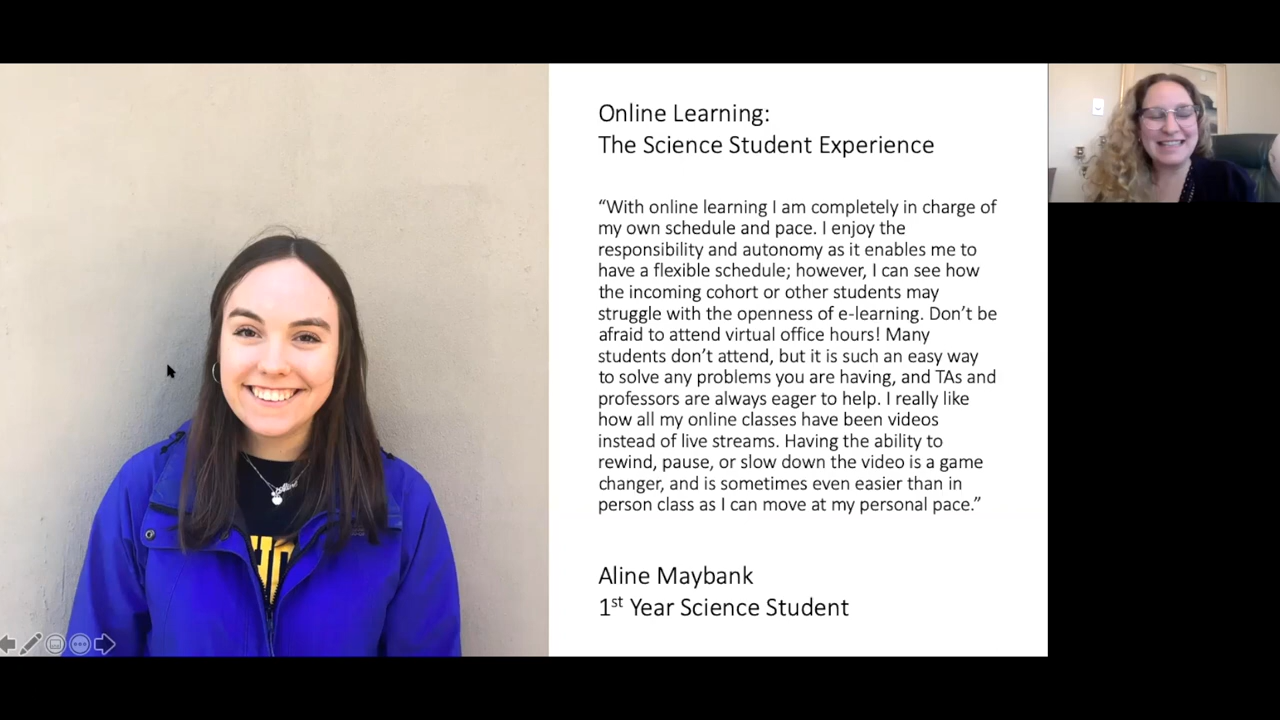 Online Learning:
The Science Student Experience
“With online learning I am completely in charge of
my own schedule and pace. I enjoy the
responsibility and autonomy as it enables me to
have a flexible schedule; however, I can see how
the incoming cohort or other students may
struggle with the openness of e-learning. Don’t be
afraid to attend virtual office hours! Many
students don’t attend, but it is such an easy way
to solve any problems you are having, and TAs and
professors are always eager to help. I really like
how all my online classes have been videos
instead of live streams. Having the ability to
rewind, pause, or slow down the video is a game
changer, and is sometimes even easier than in
person class as I can move at my personal pace.”
Aline Maybank
1st Year Science Student